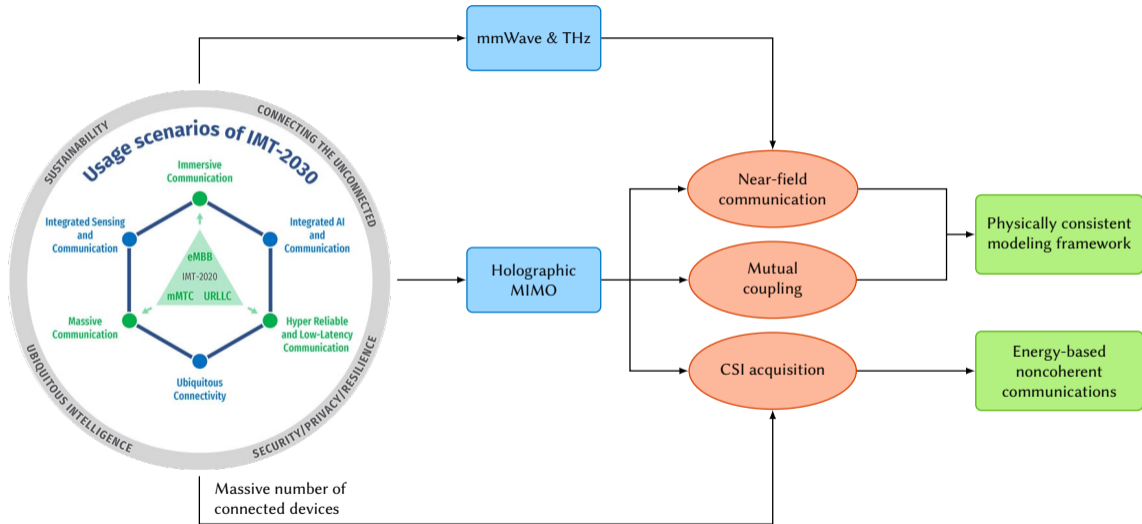 mmWave & THz
SUSTAINABILITY
CONNECTING THE UNCONNECTED
Usage scenarios of IMT-2030
Immersive
Communication
Integrated Sensing
and
Communication
Integrated AI
and
Communication
eMBB
IMT-2020
mMTC URLLC
Massive
Communication
Hyper Reliable
and Low-Latency
Communication
Ubiquitous
Connectivity
UBIQUITOUS INTELLIGENCE
SECURITY/PRIVACY/RESILIENCE
Holographic
MIMO
Near-field
communication
Mutual
coupling
CSI acquisition
Physically consistent
modeling framework
Energy-based
noncoherent
communications
Massive number of
connected devices